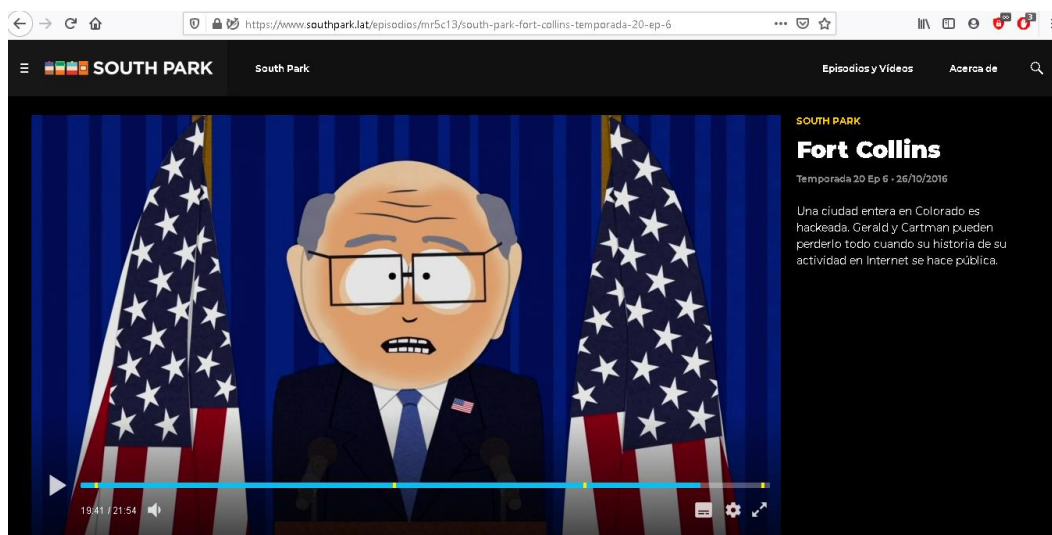 https://www.southpark.lat/episodios/mr5c13/south-park-fort-collins-temporada-20-ep-6
SOUTH PARK
South Park
Episodios y Vídeos
Acerca de
SOUTH PARK
Fort Collins
Temporada 20 Ep 6 • 26/10/2016
Una ciudad entera en Colorado es
hackeada. Gerald y Cartman pueden
perderlo todo cuando su historia de su
actividad en Internet se hace pública.
19:41 / 21:54